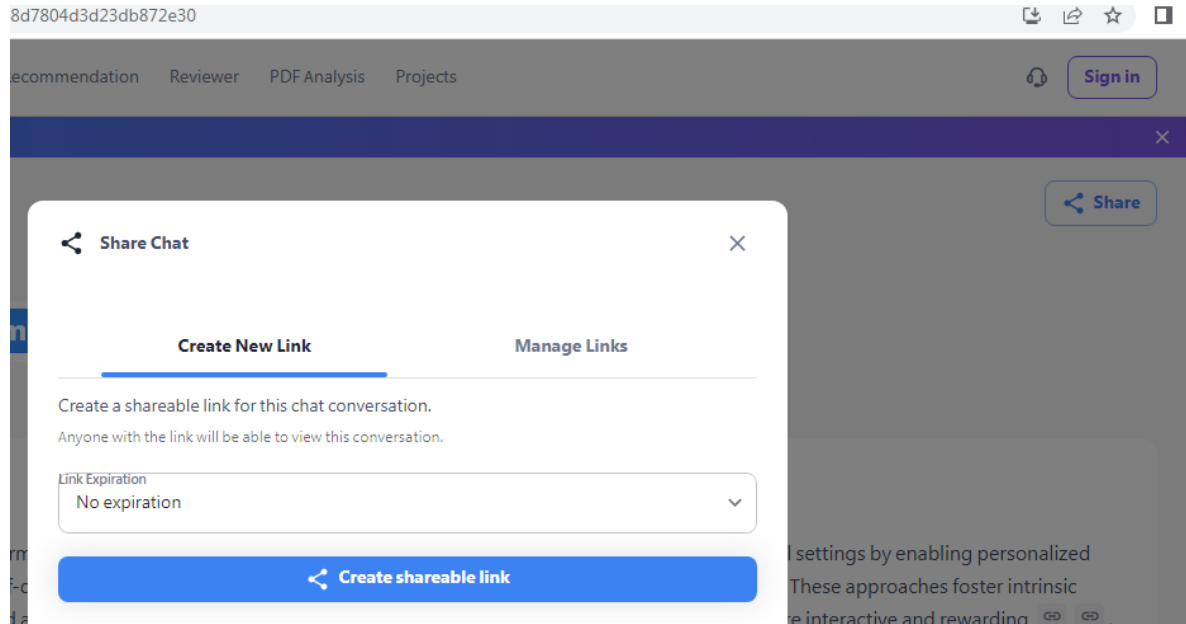 8d7804d3d23db872e30
ecommendation Reviewer PDF Analysis Projects Sign in
Share
Share Chat
Create New Link Manage Links
Create a shareable link for this chat conversation.
Anyone with the link will be able to view this conversation.
Link Expiration
No expiration
l settings by enabling personalized
Create shareable link
These approaches foster intrinsic
e interactive and rewarding